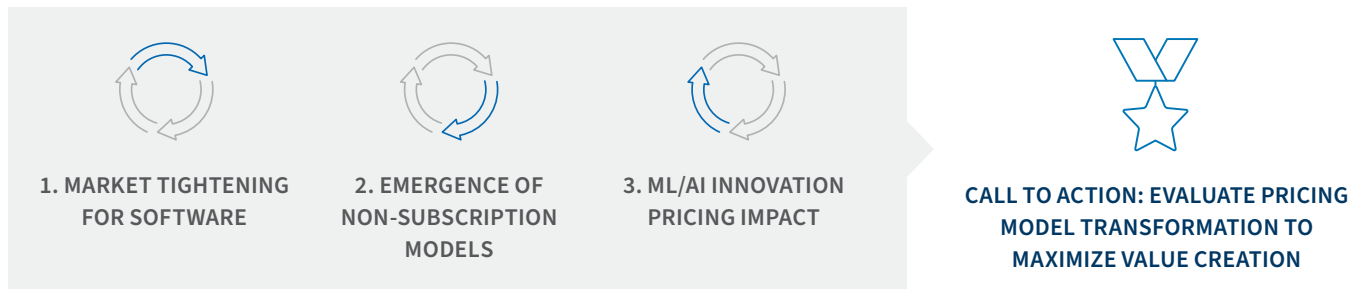 1. MARKET TIGHTENING
FOR SOFTWARE
2. EMERGENCE OF
NON-SUBSCRIPTION
MODELS
3. ML/AI INNOVATION
PRICING IMPACT
CALL TO ACTION: EVALUATE PRICING
MODEL TRANSFORMATION TO
MAXIMIZE VALUE CREATION